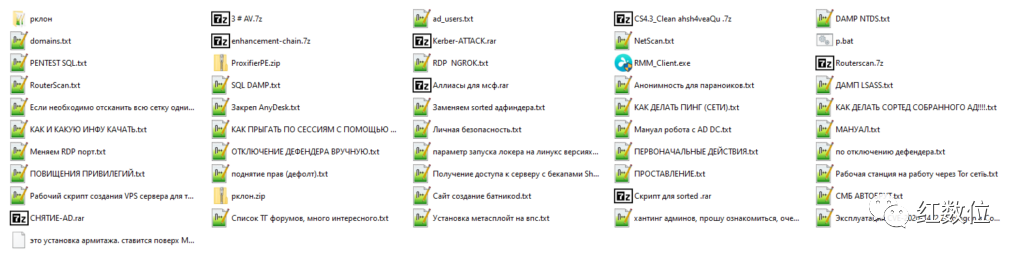 рклон
3 # AV.7z
ad_users.txt
CS4.3_Clean ahsh4veaQu .7z
DAMP NTDS.txt
domains.txt
enhancement-chain.7z
Kerber-ATTACK.rar
NetScan.txt
p.bat
PENTEST SQL.txt
ProxifierPE.zip
RDP NGROK.txt
RMM_Client.exe
Routerscan.7z
RouterScan.txt
SQL DAMP.txt
Аллиасы для мсф.rar
Анонимность для параноиков.txt
ДАМП LSASS.txt
Если необходимо отсканить всю сетку одни...
Закреп AnyDesk.txt
Заменяем sorted адфиндера.txt
КАК ДЕЛАТЬ ПИНГ (СЕТИ).txt
КАК ДЕЛАТЬ СОРТЕД СОБРАННОГО АД!!!!.txt
КАК И КАКУЮ ИНФУ КАЧАТЬ.txt
КАК ПРЫГАТЬ ПО СЕССИЯМ С ПОМОЩЬЮ ...
Личная безопасность.txt
Мануал робота с AD DC.txt
МАНУАЛ.txt
Меняем RDP порт.txt
ОТКЛЮЧЕНИЕ ДЕФЕНДЕРА ВРУЧНУЮ.txt
параметр запуска локера на линукс версиях...
ПЕРВОНАЧАЛЬНЫЕ ДЕЙСТВИЯ.txt
по отключению дефендера.txt
ПОВИЩЕНИЯ ПРИВИЛЕГИЙ.txt
поднятие прав (дефолт).txt
Получение доступа к серверу с бекапами Sh...
ПРОСТАВЛЕНИЕ.txt
Рабочая станция на работу через Тor сеть.txt
Рабочий скрипт создания VPS сервера для т...
рклон.zip
Сайт создание батникоd.txt
Скрипт для sorted .rar
СМБ АВТОБРУТ.txt
СНЯТИЕ-AD.rar
Список ТГ форумов, много интересного.txt
Установка метасплойт на впс.txt
хантинг админов, прошу ознакомиться, оче...
Эксплуатац
это установка армитажа. ставится поверх М...
红数位